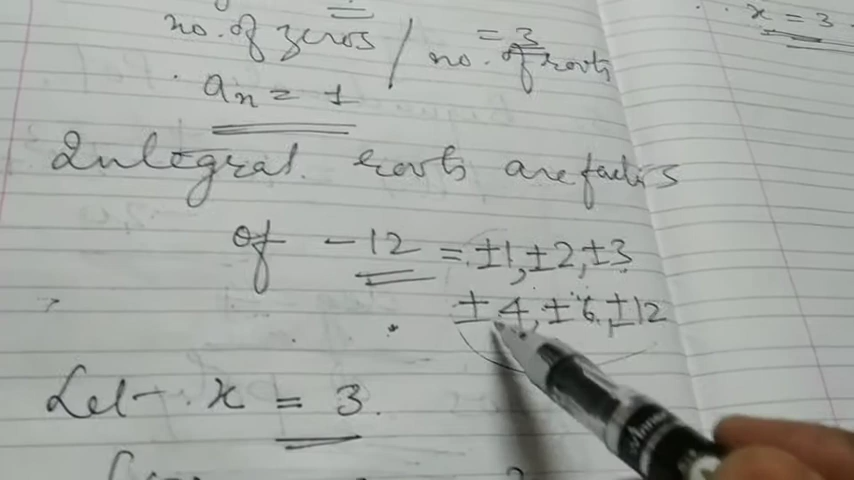 no. of zeros / no. of roots
= 3
x = 3
an = 1
Integral roots are factors
of -12 = ±1, ±2, ±3
±4, ±6, ±12
Let x = 3.